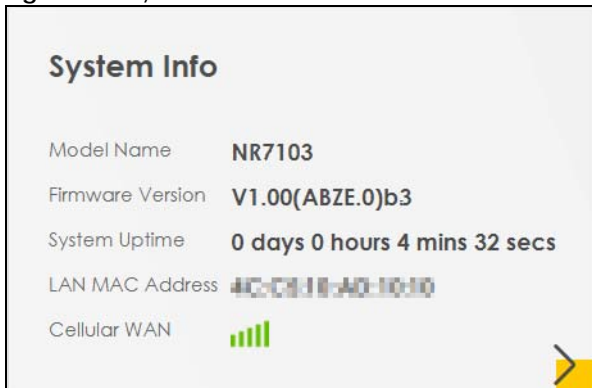 System Info
Model Name NR7103
Firmware Version V1.00(ABZE.0)b3
System Uptime 0 days 0 hours 4 mins 32 secs
LAN MAC Address
Cellular WAN